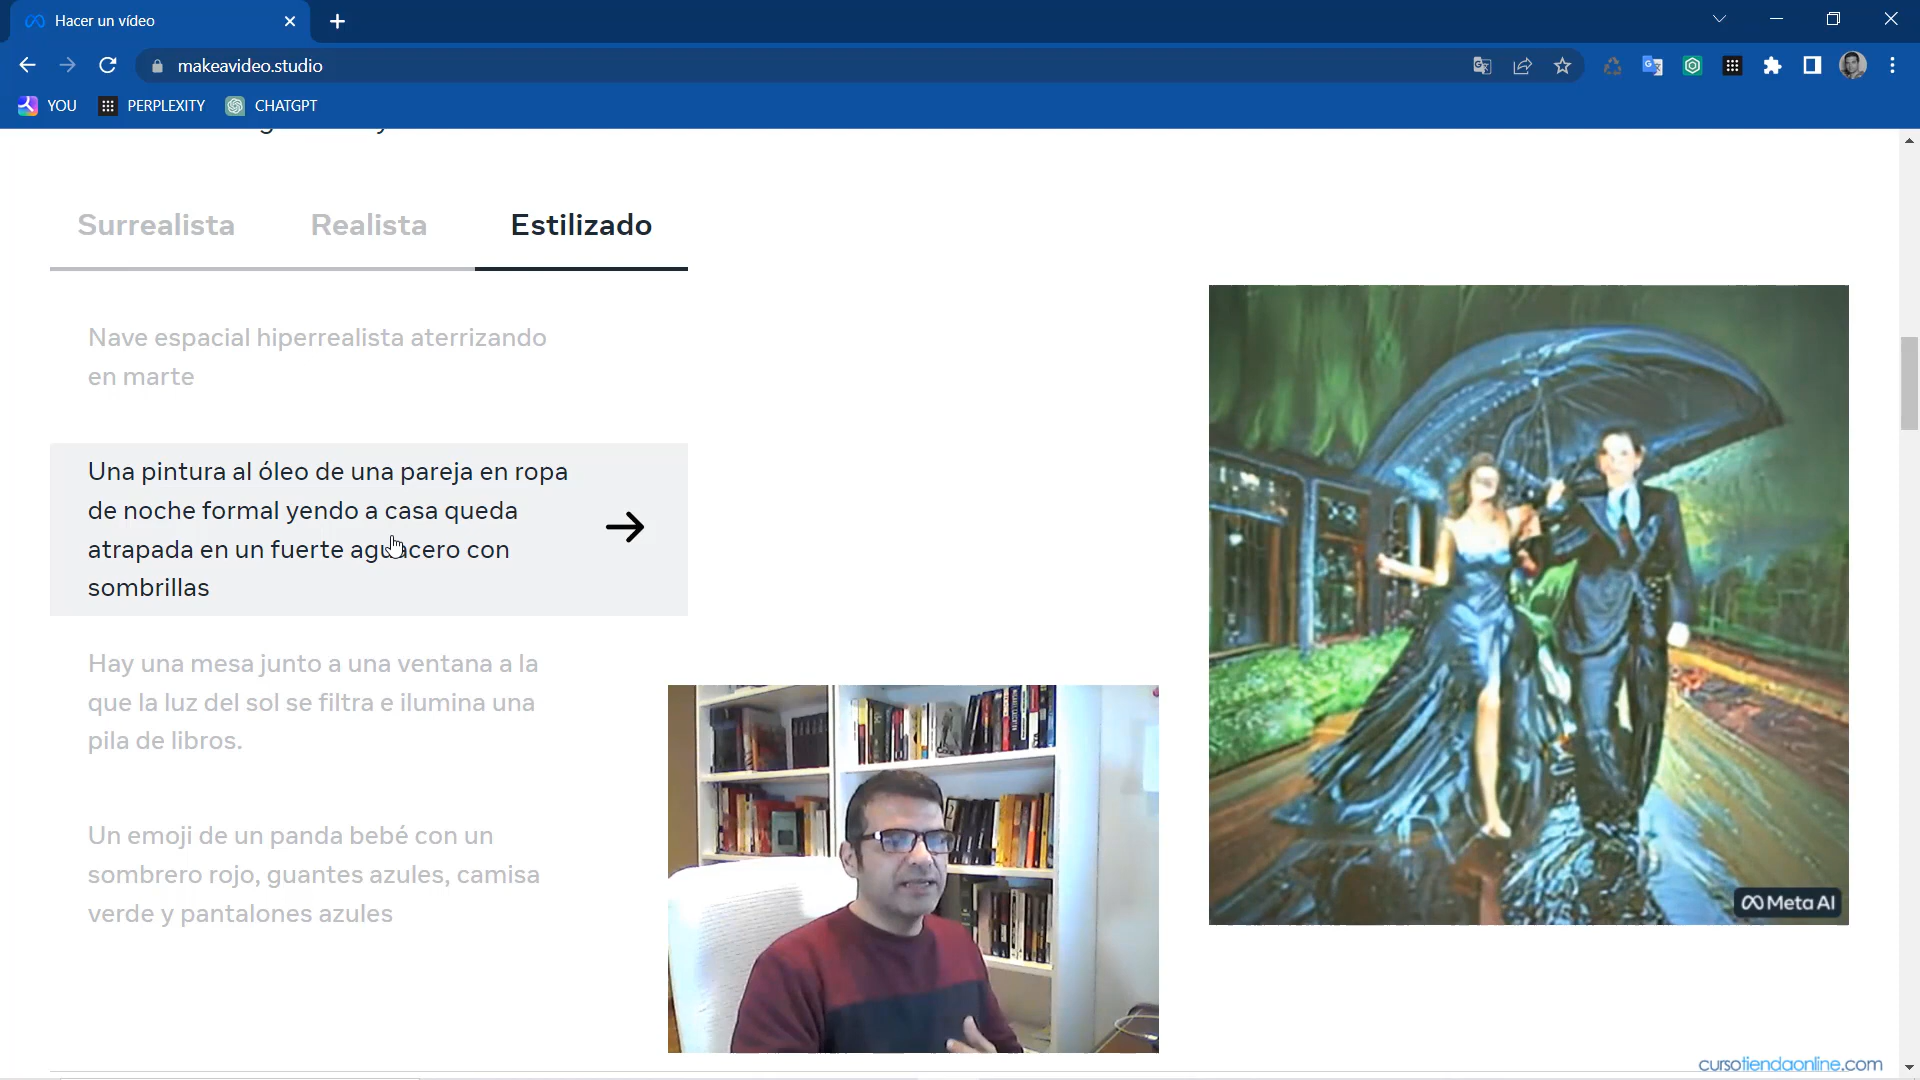 Hacer un vídeo
makeavideo.studio
YOU
PERPLEXITY
CHATGPT
Surrealista
Realista
Estilizado
Nave espacial hiperrealista aterrizando
en marte
Una pintura al óleo de una pareja en ropa
de noche formal yendo a casa queda
atrapada en un fuerte aguacero con
sombrillas
Hay una mesa junto a una ventana a la
que la luz del sol se filtra e ilumina una
pila de libros.
Un emoji de un panda bebé con un
sombrero rojo, guantes azules, camisa
verde y pantalones azules
Meta AI
cursotiendaonline.com